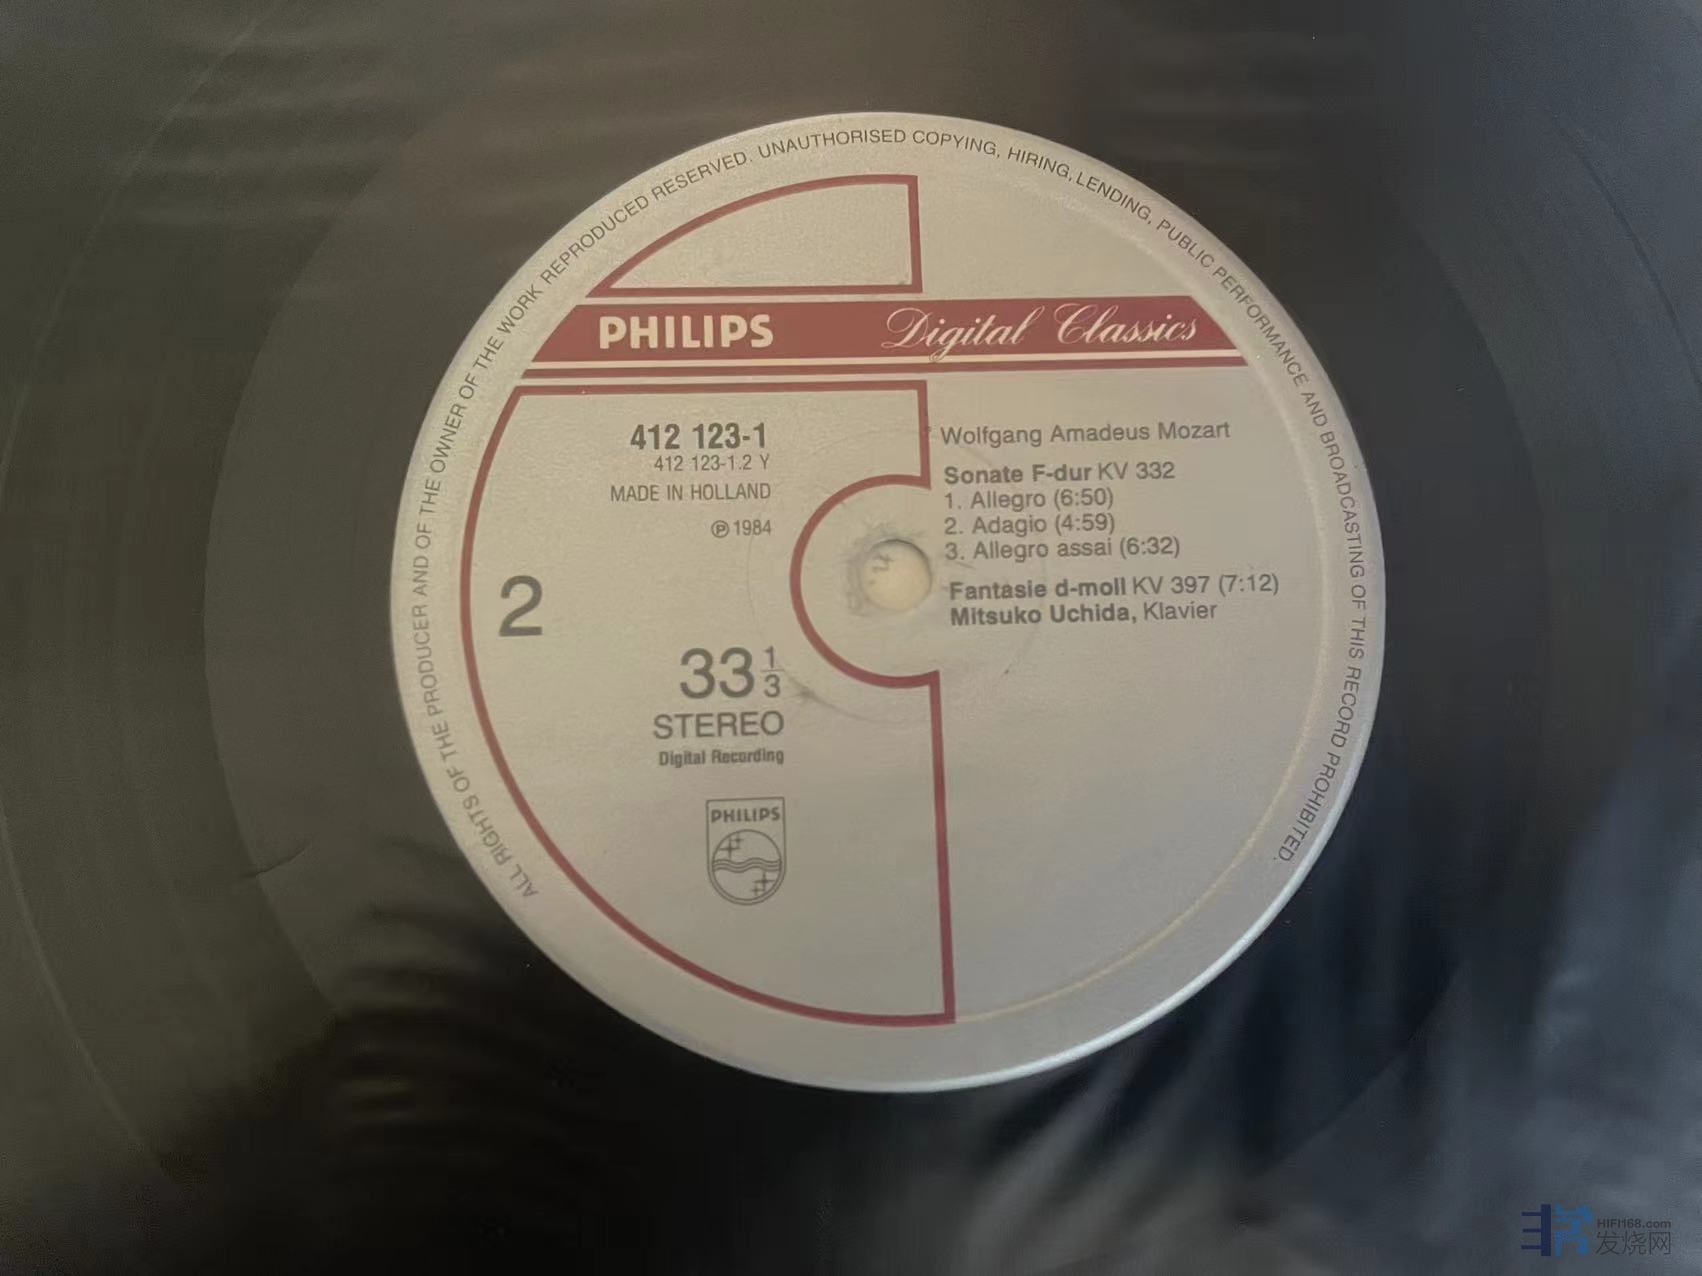 ALL RIGHTS OF THE PRODUCER AND OF THE OWNER OF THE WORK REPRODUCED RESERVED. UNAUTHORISED COPYING, HIRING, LENDING, PUBLIC PERFORMANCE AND BROADCASTING OF THIS RECORD PROHIBITED.
PHILIPS Digital Classics
412 123-1
412 123-1.2 Y
MADE IN HOLLAND
℗ 1984
2
33 1/3
STEREO
Digital Recording
PHILIPS
Wolfgang Amadeus Mozart
Sonate F-dur KV 332
1. Allegro (6:50)
2. Adagio (4:59)
3. Allegro assai (6:32)
Fantasie d-moll KV 397 (7:12)
Mitsuko Uchida, Klavier
HIFI168.com
发烧网